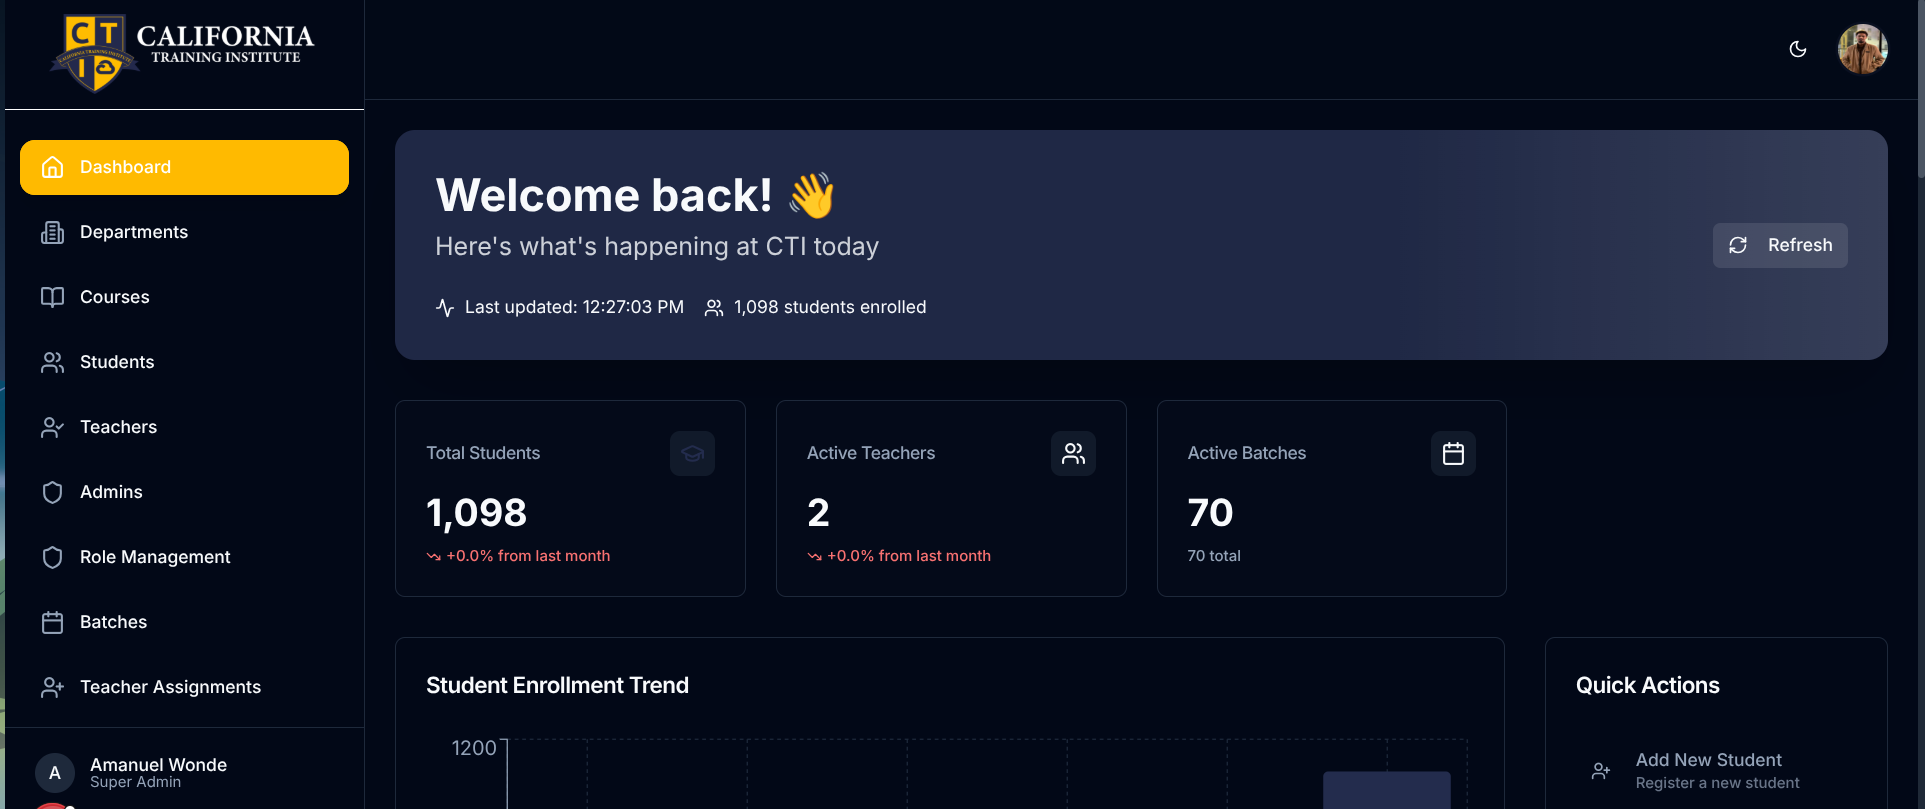 CTI
CALIFORNIA TRAINING INSTITUTE
CALIFORNIA
TRAINING INSTITUTE
Dashboard
Departments
Courses
Students
Teachers
Admins
Role Management
Batches
Teacher Assignments
A
Amanuel Wonde
Super Admin
Welcome back! 👋
Here's what's happening at CTI today
Last updated: 12:27:03 PM
1,098 students enrolled
Refresh
Total Students
1,098
+0.0% from last month
Active Teachers
2
+0.0% from last month
Active Batches
70
70 total
Student Enrollment Trend
1200
Quick Actions
Add New Student
Register a new student